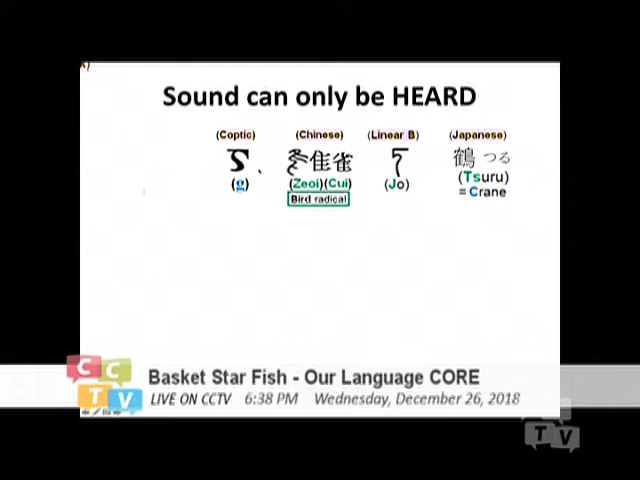 Sound can only be HEARD
(Coptic) (Chinese) (Linear B) (Japanese)
隹雀 鶴 つる
(g) (Zeoi)(Cui) (Jo) (Tsuru)
Bird radical = Crane
CC
TV
Basket Star Fish - Our Language CORE
LIVE ON CCTV 6:38 PM Wednesday, December 26, 2018
TV